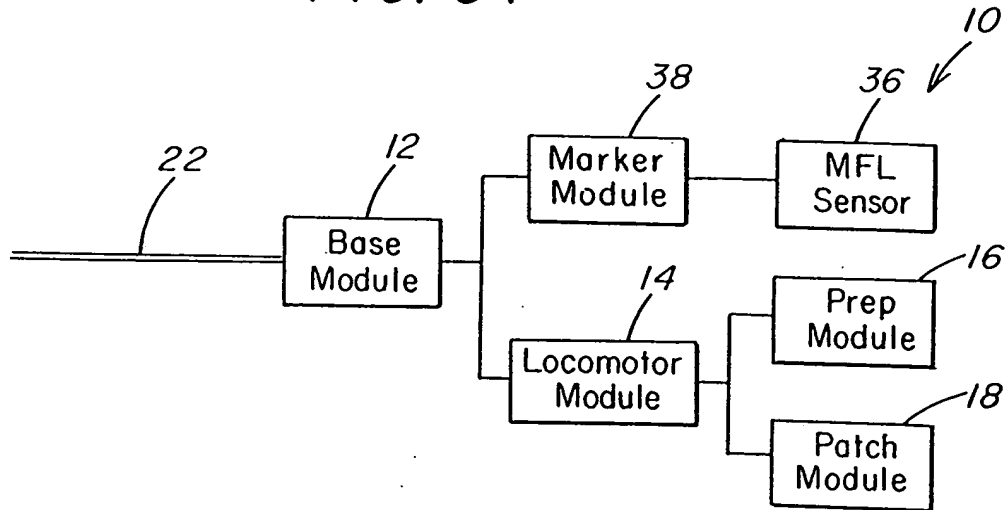 10
38
36
12
22
Marker
Module
MFL
Sensor
Base
Module
16
14
Prep
Module
Locomotor
Module
18
Patch
Module